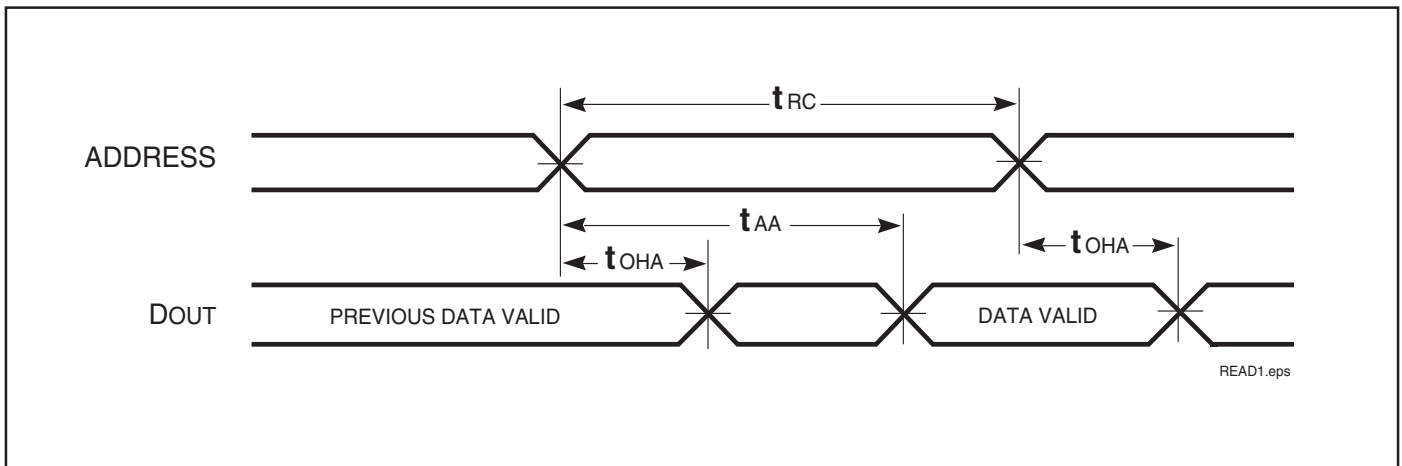 tRC
ADDRESS
tAA
tOHA
tOHA
DOUT
PREVIOUS DATA VALID
DATA VALID
READ1.eps